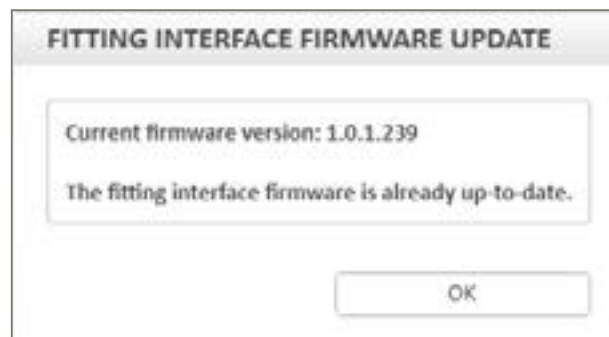 FITTING INTERFACE FIRMWARE UPDATE
Current firmware version: 1.0.1.239
The fitting interface firmware is already up-to-date.
OK